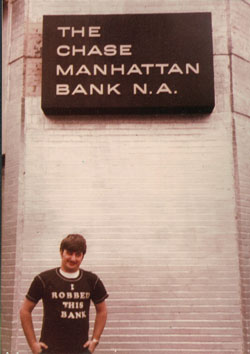 THE
CHASE
MANHATTAN
BANK N.A.
I
ROBBED
THIS
BANK